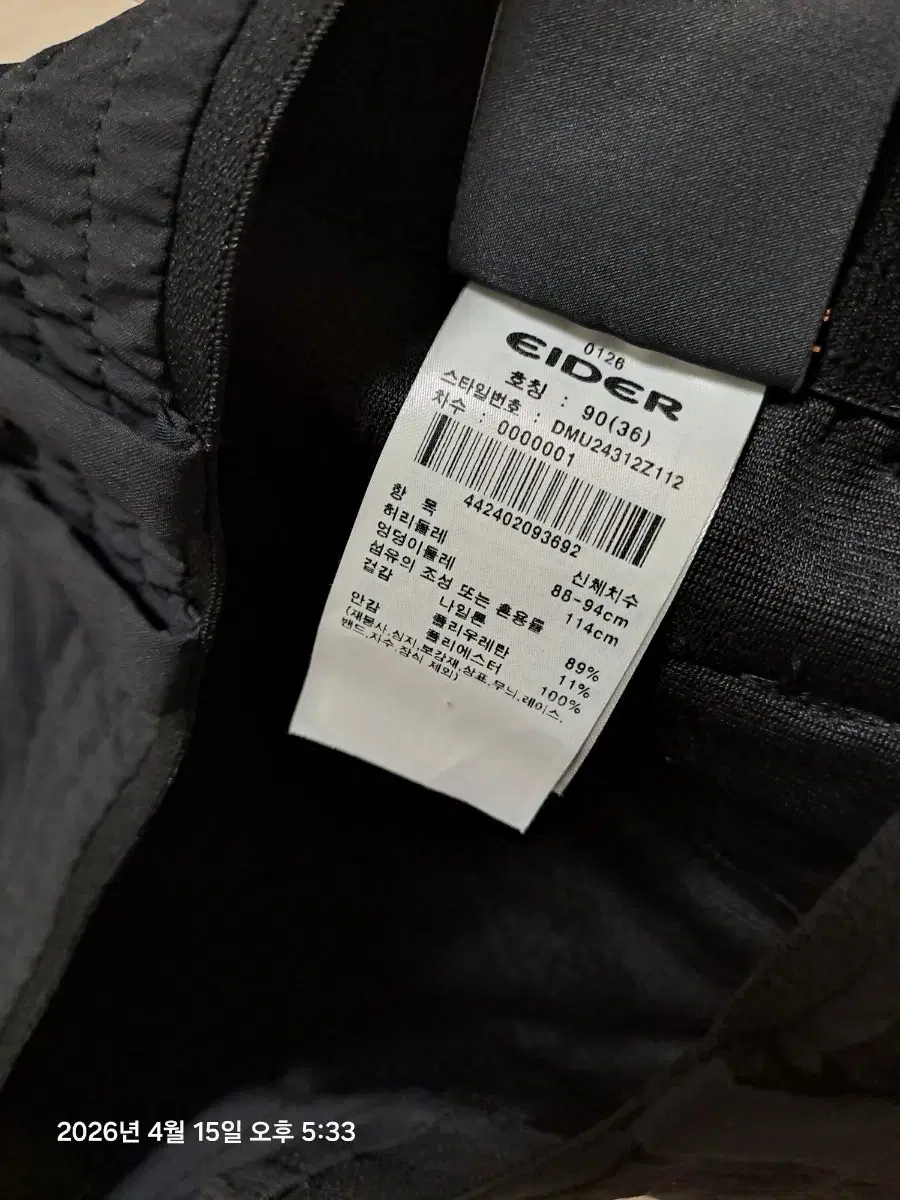 0126
EIDER
호칭 : 90(36)
스타일번호 : DMU24312Z112
차수 : 0000001
442402093692
항 목 신체치수
허리둘레 88-94cm
엉덩이둘레 114cm
섬유의 조성 또는 혼용률
겉감 나일론 89%
폴리우레탄 11%
안감 폴리에스터 100%
(재봉사,심지,보강재,상표,무늬,레이스,
밴드,자수,장식 제외)
2026년 4월 15일 오후 5:33